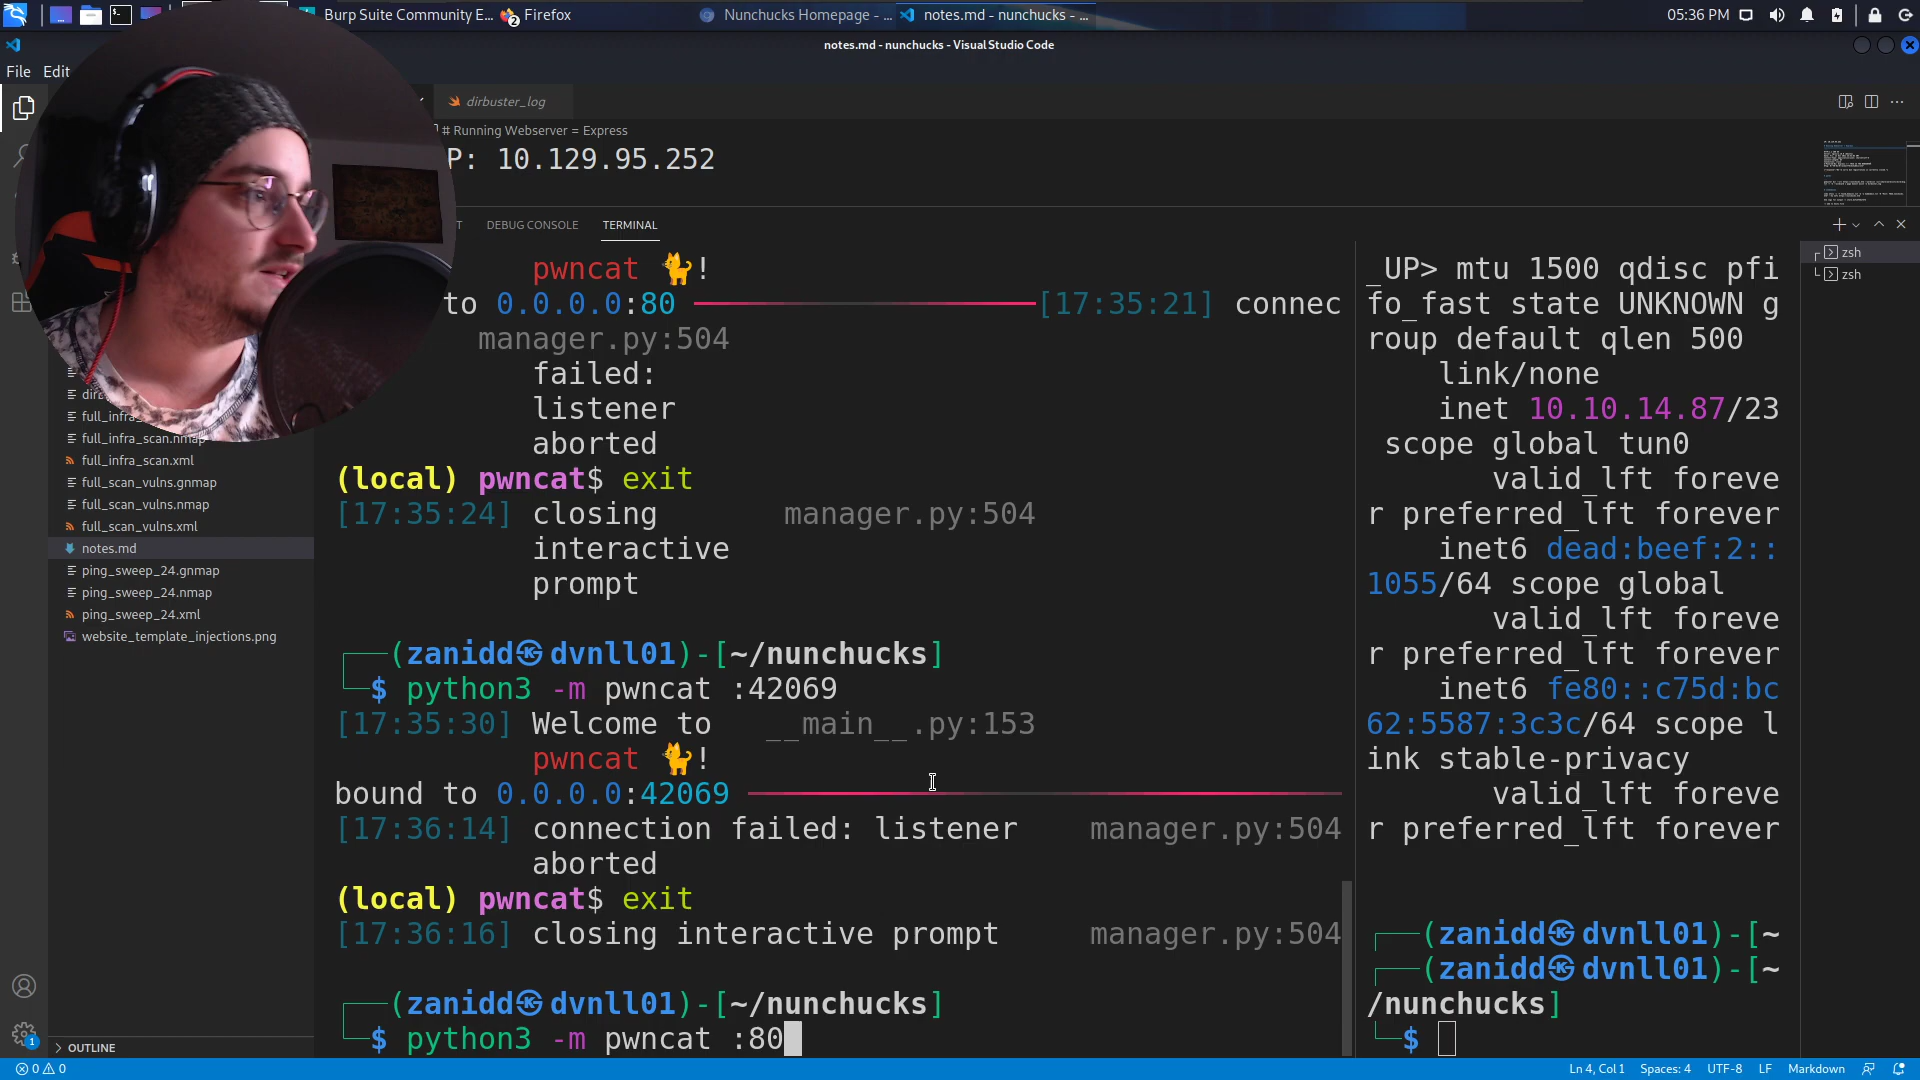 Burp Suite Community E...
2
Firefox
Nunchucks Homepage - ...
notes.md - nunchucks - ...
05:36 PM
notes.md - nunchucks - Visual Studio Code
File
Edit
dirbuster_log
# Running Webserver = Express
P: 10.129.95.252
T
DEBUG CONSOLE
TERMINAL
zsh
zsh
full_infra_scan.nmap
full_infra_scan.xml
full_scan_vulns.gnmap
full_scan_vulns.nmap
full_scan_vulns.xml
notes.md
ping_sweep_24.gnmap
ping_sweep_24.nmap
ping_sweep_24.xml
website_template_injections.png
OUTLINE
pwncat 🐈!
to 0.0.0.0:80 [17:35:21] connec
manager.py:504
failed:
listener
aborted
(local) pwncat$ exit
[17:35:24] closing manager.py:504
interactive
prompt
┌──(zanidd㉿dvnll01)-[~/nunchucks]
└─$ python3 -m pwncat :42069
[17:35:30] Welcome to __main__.py:153
pwncat 🐈!
bound to 0.0.0.0:42069
[17:36:14] connection failed: listener manager.py:504
aborted
(local) pwncat$ exit
[17:36:16] closing interactive prompt manager.py:504
┌──(zanidd㉿dvnll01)-[~/nunchucks]
└─$ python3 -m pwncat :80
_UP> mtu 1500 qdisc pfi
fo_fast state UNKNOWN g
roup default qlen 500
link/none
inet 10.10.14.87/23
scope global tun0
valid_lft foreve
r preferred_lft forever
inet6 dead:beef:2::
1055/64 scope global
valid_lft foreve
r preferred_lft forever
inet6 fe80::c75d:bc
62:5587:3c3c/64 scope l
ink stable-privacy
valid_lft foreve
r preferred_lft forever
┌──(zanidd㉿dvnll01)-[~
┌──(zanidd㉿dvnll01)-[~
/nunchucks]
└─$
1
0 0
Ln 4, Col 1
Spaces: 4
UTF-8
LF
Markdown